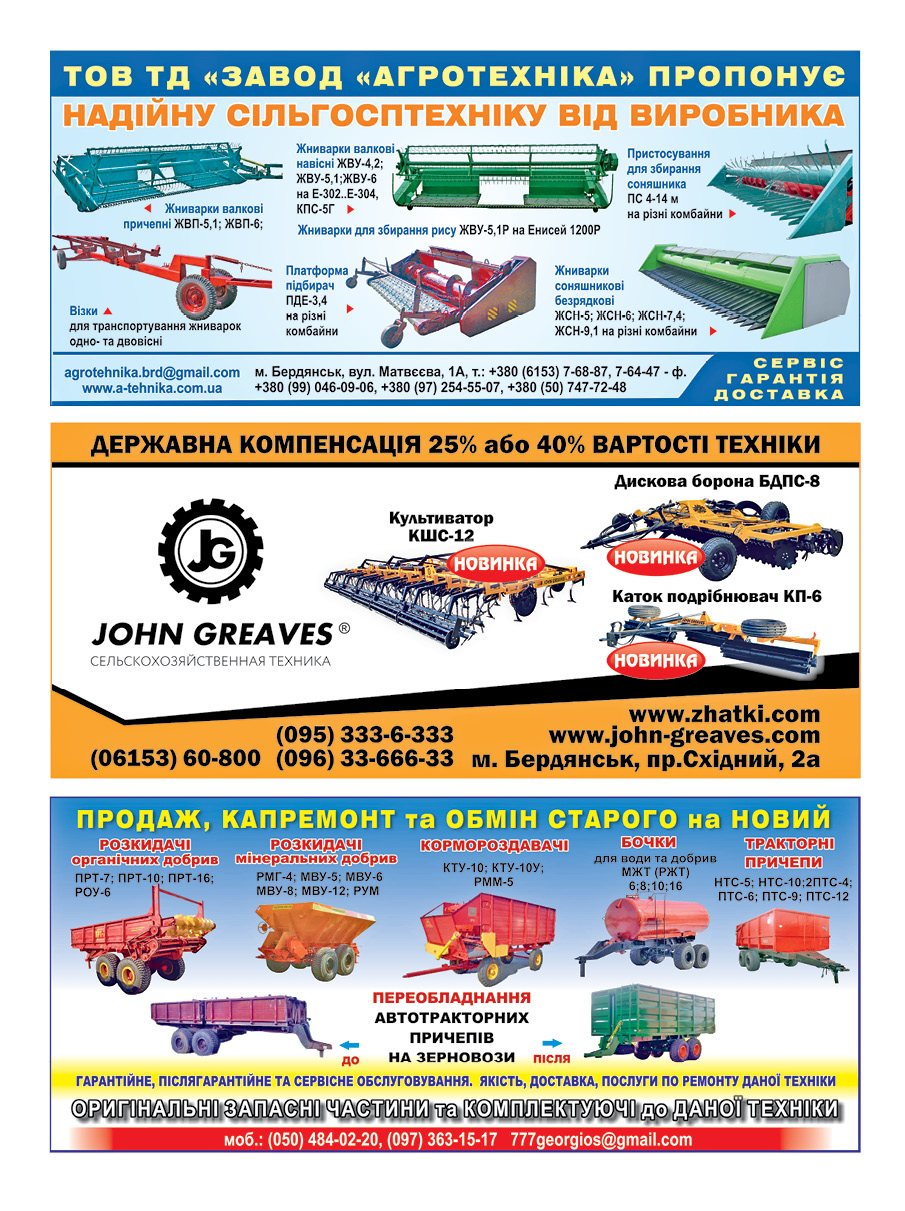 ТОВ ТД «ЗАВОД «АГРОТЕХНІКА» ПРОПОНУЄ
НАДІЙНУ СІЛЬГОСПТЕХНІКУ ВІД ВИРОБНИКА
Жниварки валкові
причепні ЖВП-5,1; ЖВП-6;
Жниварки валкові
навісні ЖВУ-4,2;
ЖВУ-5,1;ЖВУ-6
на Е-302..Е-304,
КПС-5Г
Жниварки для збирання рису ЖВУ-5,1Р на Енисей 1200Р
Пристосування
для збирання
соняшника
ПС 4-14 м
на різні комбайни
Візки
для транспортування жниварок
одно- та двовісні
Платформа
підбирач
ПДЕ-3,4
на різні
комбайни
Жниварки
соняшникові
безрядкові
ЖСН-5; ЖСН-6; ЖСН-7,4;
ЖСН-9,1 на різні комбайни
agrotehnika.brd@gmail.com
www.a-tehnika.com.ua
м. Бердянськ, вул. Матвєєва, 1А, т.: +380 (6153) 7-68-87, 7-64-47 - ф.
+380 (99) 046-09-06, +380 (97) 254-55-07, +380 (50) 747-72-48
СЕРВІС
ГАРАНТІЯ
ДОСТАВКА
ДЕРЖАВНА КОМПЕНСАЦІЯ 25% або 40% ВАРТОСТІ ТЕХНІКИ
JG
JOHN GREAVES ®
СЕЛЬСКОХОЗЯЙСТВЕННАЯ ТЕХНИКА
Культиватор
КШС-12
НОВИНКА
JOHN GREAVES
Дискова борона БДПС-8
НОВИНКА
Каток подрібнювач КП-6
НОВИНКА
(095) 333-6-333
(06153) 60-800 (096) 33-666-33
www.zhatki.com
www.john-greaves.com
м. Бердянськ, пр.Східний, 2а
ПРОДАЖ, КАПРЕМОНТ та ОБМІН СТАРОГО на НОВИЙ
РОЗКИДАЧІ
органічних добрив
ПРТ-7; ПРТ-10; ПРТ-16;
РОУ-6
РОЗКИДАЧІ
мінеральних добрив
РМГ-4; МВУ-5; МВУ-6
МВУ-8; МВУ-12; РУМ
КОРМОРОЗДАВАЧІ
КТУ-10; КТУ-10У;
РММ-5
БОЧКИ
для води та добрив
МЖТ (РЖТ)
6;8;10;16
ТРАКТОРНІ
ПРИЧЕПИ
НТС-5; НТС-10;2ПТС-4;
ПТС-6; ПТС-9; ПТС-12
ПЕРЕОБЛАДНАННЯ
АВТОТРАКТОРНИХ
ПРИЧЕПІВ
НА ЗЕРНОВОЗИ
до
після
ГАРАНТІЙНЕ, ПІСЛЯГАРАНТІЙНЕ ТА СЕРВІСНЕ ОБСЛУГОВУВАННЯ. ЯКІСТЬ, ДОСТАВКА, ПОСЛУГИ ПО РЕМОНТУ ДАНОЇ ТЕХНІКИ
ОРИГІНАЛЬНІ ЗАПАСНІ ЧАСТИНИ та КОМПЛЕКТУЮЧІ до ДАНОЇ ТЕХНІКИ
моб.: (050) 484-02-20, (097) 363-15-17 777georgios@gmail.com